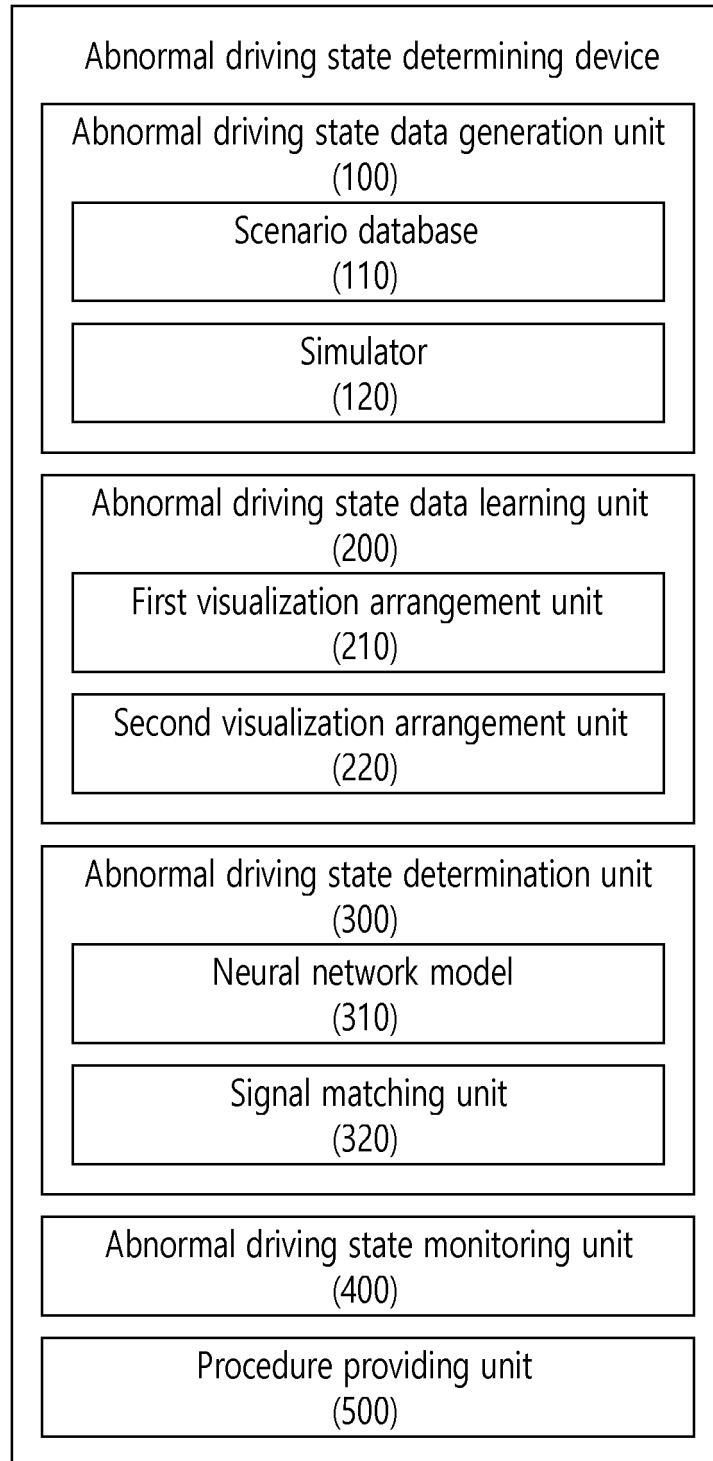 Abnormal driving state determining device
Abnormal driving state data generation unit
(100)
Scenario database
(110)
Simulator
(120)
Abnormal driving state data learning unit
(200)
First visualization arrangement unit
(210)
Second visualization arrangement unit
(220)
Abnormal driving state determination unit
(300)
Neural network model
(310)
Signal matching unit
(320)
Abnormal driving state monitoring unit
(400)
Procedure providing unit
(500)